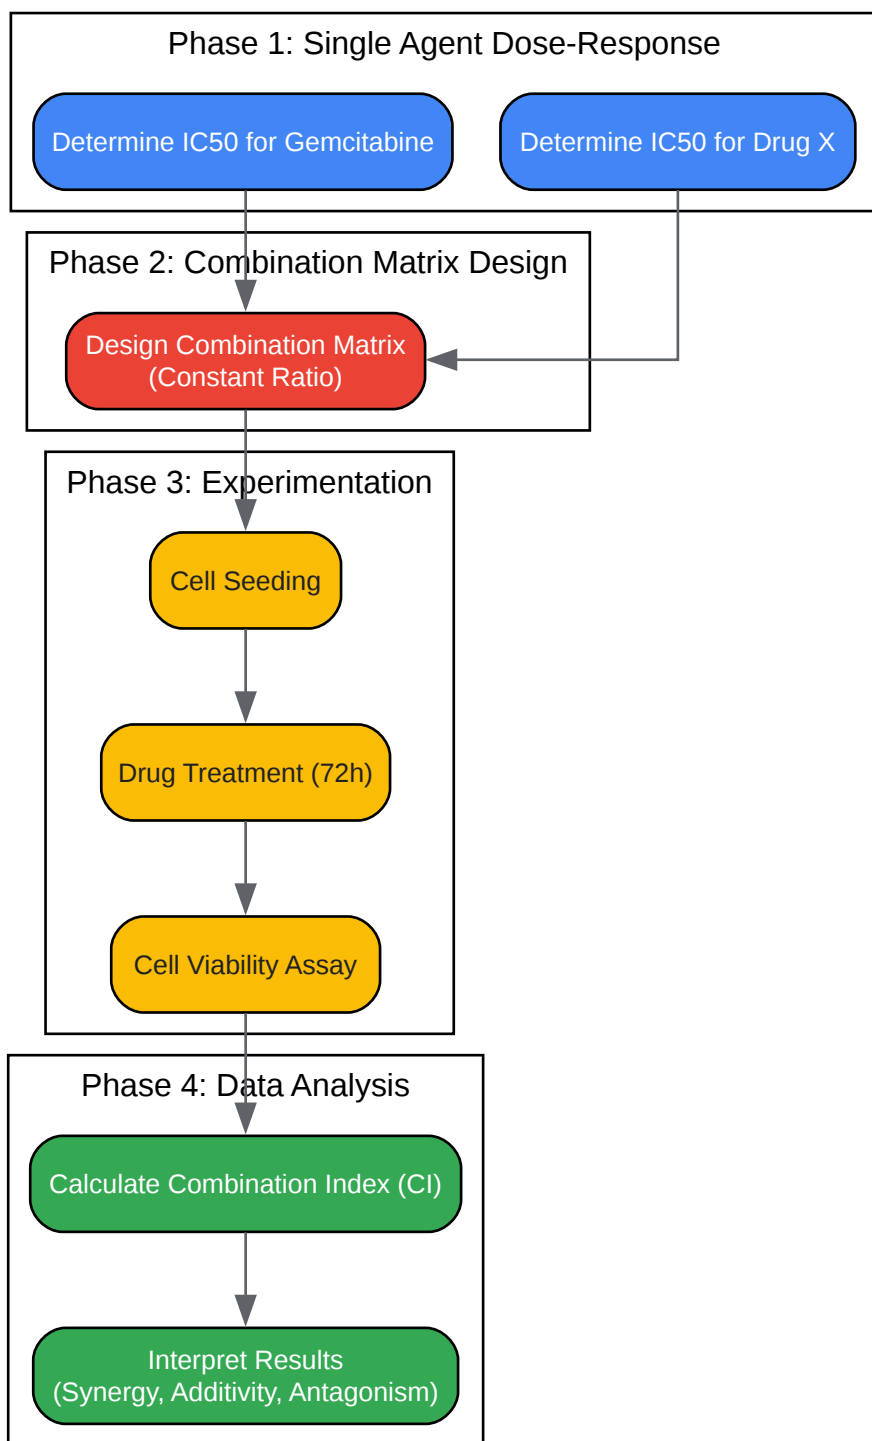 Phase 1: Single Agent Dose-Response
Determine IC50 for Gemcitabine
Determine IC50 for Drug X
Phase 2: Combination Matrix Design
Design Combination Matrix
(Constant Ratio)
Phase 3: Experimentation
Cell Seeding
Drug Treatment (72h)
Cell Viability Assay
Phase 4: Data Analysis
Calculate Combination Index (CI)
Interpret Results
(Synergy, Additivity, Antagonism)